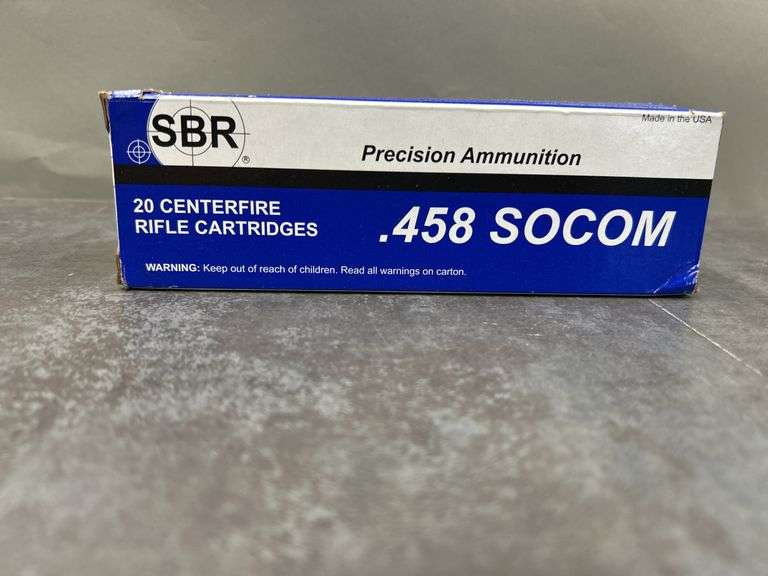 SBR®
Made in the USA
Precision Ammunition
20 CENTERFIRE
RIFLE CARTRIDGES
.458 SOCOM
WARNING: Keep out of reach of children. Read all warnings on carton.